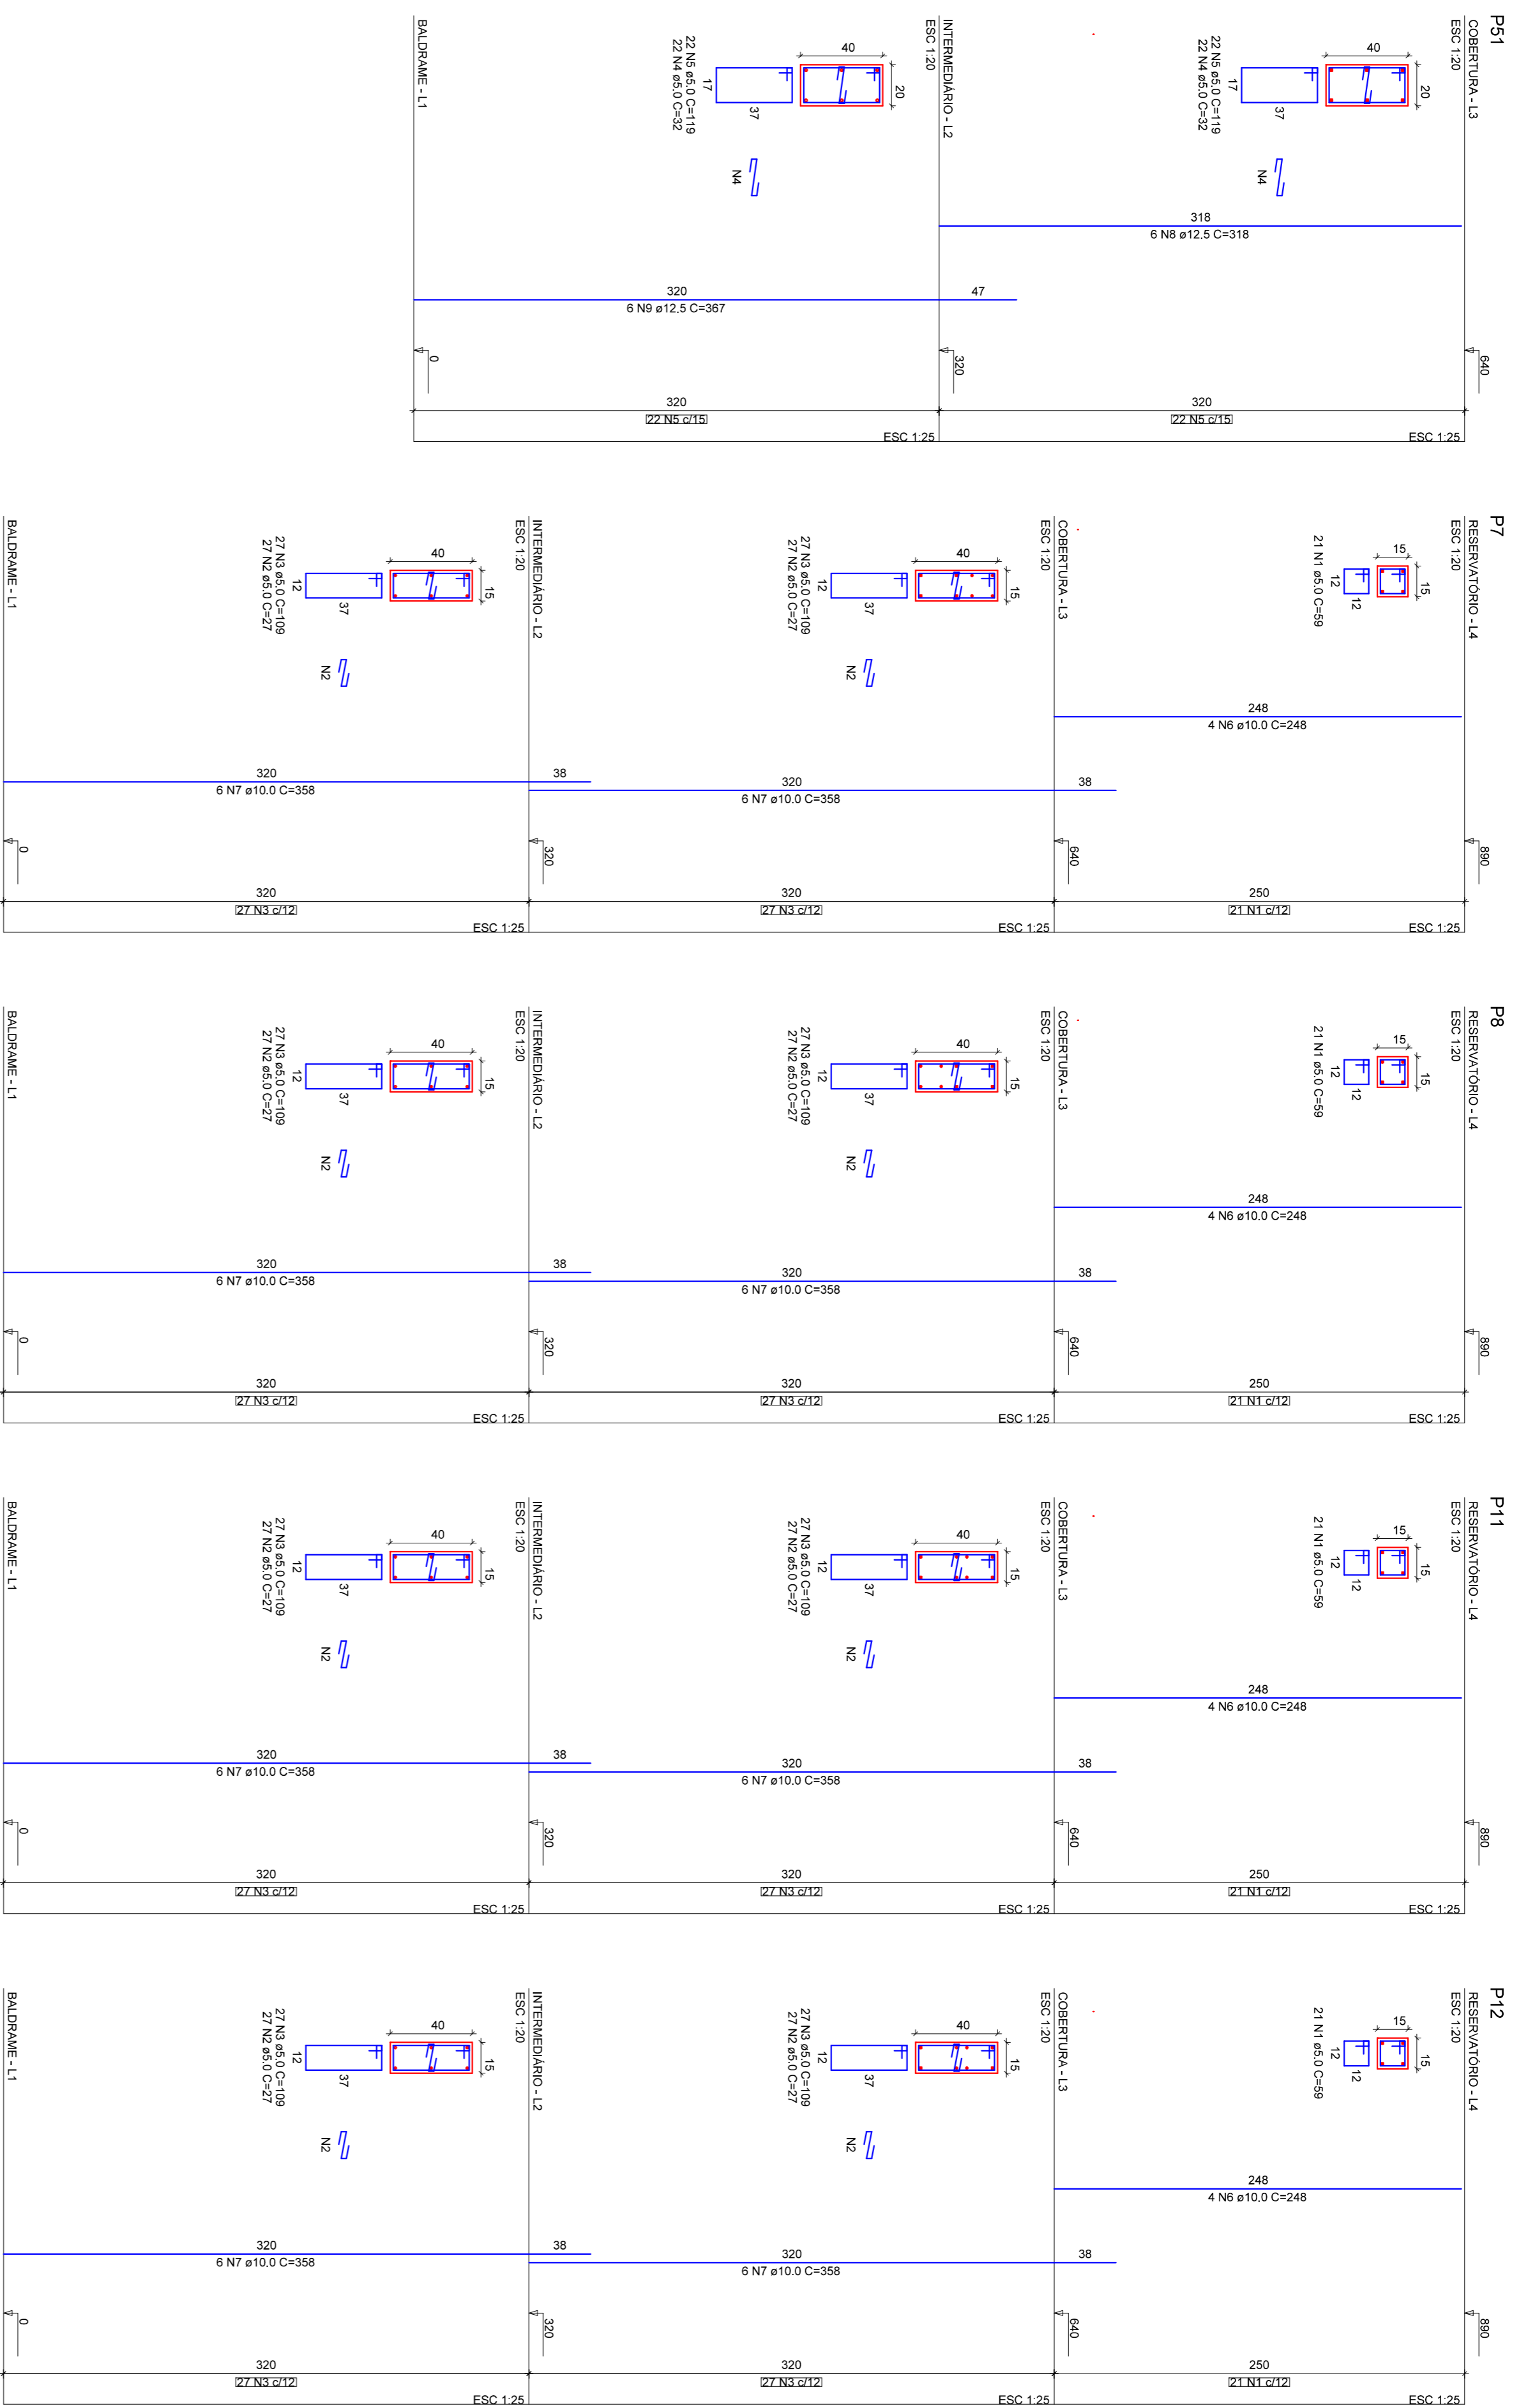 P51
COBERTURA - L3
ESC 1:20
40
20
17
37
22 N5 ø5.0 C=119
22 N4 ø5.0 C=32
N4
318
6 N8 ø12.5 C=318
640
320
22 N5 c/15
ESC 1:25
INTERMEDIÁRIO - L2
ESC 1:20
40
20
17
37
22 N5 ø5.0 C=119
22 N4 ø5.0 C=32
N4
47
320
6 N9 ø12.5 C=367
320
320
22 N5 c/15
ESC 1:25
BALDRAME - L1
0
P7
RESERVATÓRIO - L4
ESC 1:20
15
15
12
12
21 N1 ø5.0 C=59
248
4 N6 ø10.0 C=248
890
250
21 N1 c/12
ESC 1:25
COBERTURA - L3
ESC 1:20
40
15
12
37
27 N3 ø5.0 C=109
27 N2 ø5.0 C=27
N2
38
320
6 N7 ø10.0 C=358
640
320
27 N3 c/12
ESC 1:25
INTERMEDIÁRIO - L2
ESC 1:20
40
15
12
37
27 N3 ø5.0 C=109
27 N2 ø5.0 C=27
N2
38
320
6 N7 ø10.0 C=358
320
320
27 N3 c/12
ESC 1:25
BALDRAME - L1
0
P8
RESERVATÓRIO - L4
ESC 1:20
15
15
12
12
21 N1 ø5.0 C=59
248
4 N6 ø10.0 C=248
890
250
21 N1 c/12
ESC 1:25
COBERTURA - L3
ESC 1:20
40
15
12
37
27 N3 ø5.0 C=109
27 N2 ø5.0 C=27
N2
38
320
6 N7 ø10.0 C=358
640
320
27 N3 c/12
ESC 1:25
INTERMEDIÁRIO - L2
ESC 1:20
40
15
12
37
27 N3 ø5.0 C=109
27 N2 ø5.0 C=27
N2
38
320
6 N7 ø10.0 C=358
320
320
27 N3 c/12
ESC 1:25
BALDRAME - L1
0
P11
RESERVATÓRIO - L4
ESC 1:20
15
15
12
12
21 N1 ø5.0 C=59
248
4 N6 ø10.0 C=248
890
250
21 N1 c/12
ESC 1:25
COBERTURA - L3
ESC 1:20
40
15
12
37
27 N3 ø5.0 C=109
27 N2 ø5.0 C=27
N2
38
320
6 N7 ø10.0 C=358
640
320
27 N3 c/12
ESC 1:25
INTERMEDIÁRIO - L2
ESC 1:20
40
15
12
37
27 N3 ø5.0 C=109
27 N2 ø5.0 C=27
N2
38
320
6 N7 ø10.0 C=358
320
320
27 N3 c/12
ESC 1:25
BALDRAME - L1
0
P12
RESERVATÓRIO - L4
ESC 1:20
15
15
12
12
21 N1 ø5.0 C=59
248
4 N6 ø10.0 C=248
890
250
21 N1 c/12
ESC 1:25
COBERTURA - L3
ESC 1:20
40
15
12
37
27 N3 ø5.0 C=109
27 N2 ø5.0 C=27
N2
38
320
6 N7 ø10.0 C=358
640
320
27 N3 c/12
ESC 1:25
INTERMEDIÁRIO - L2
ESC 1:20
40
15
12
37
27 N3 ø5.0 C=109
27 N2 ø5.0 C=27
N2
38
320
6 N7 ø10.0 C=358
320
320
27 N3 c/12
ESC 1:25
BALDRAME - L1
0